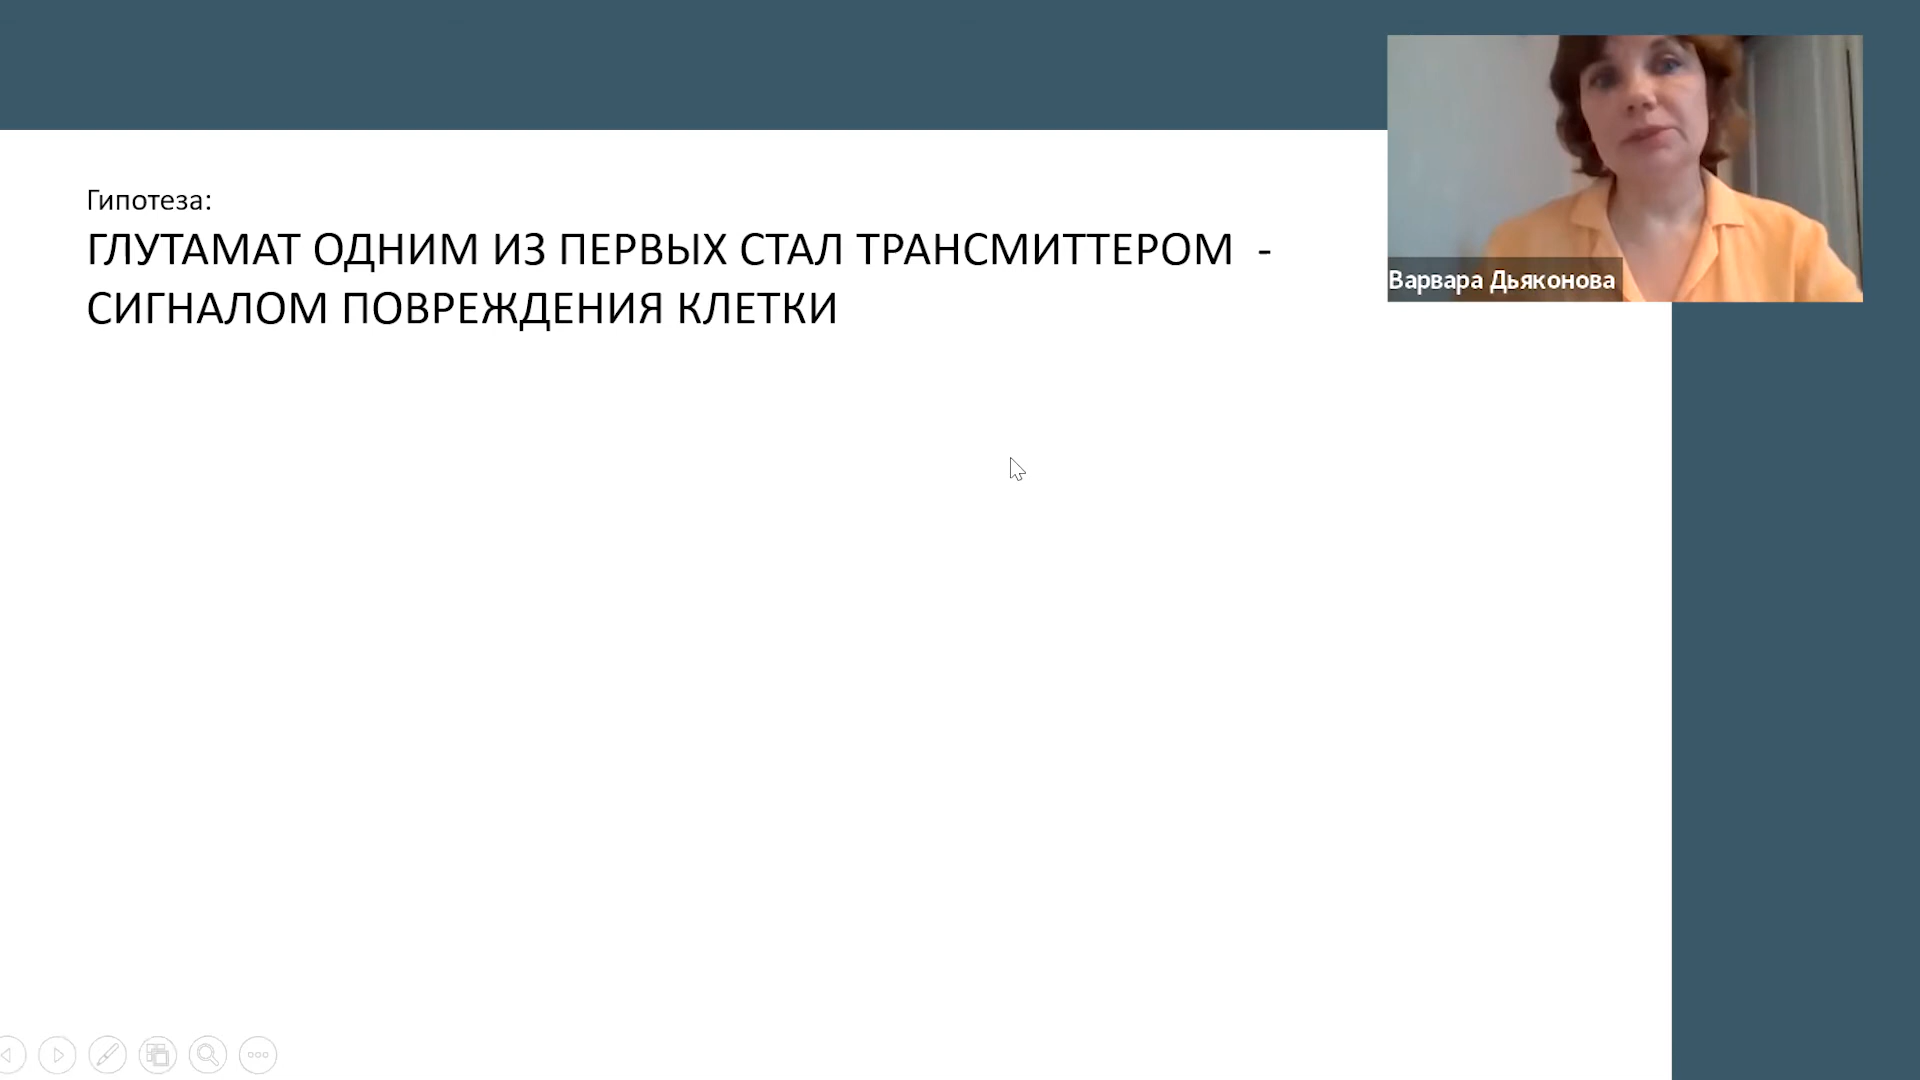 Гипотеза:
ГЛУТАМАТ ОДНИМ ИЗ ПЕРВЫХ СТАЛ ТРАНСМИТТЕРОМ -
СИГНАЛОМ ПОВРЕЖДЕНИЯ КЛЕТКИ
Варвара Дьяконова